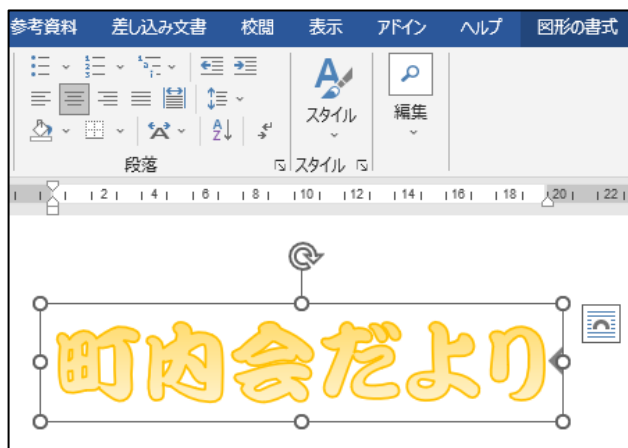 参考資料 差し込み文書 校閲 表示 アドイン ヘルプ 図形の書式
スタイル 編集
段落 スタイル
2 4 6 8 10 12 14 16 18 20 22
町内会だより